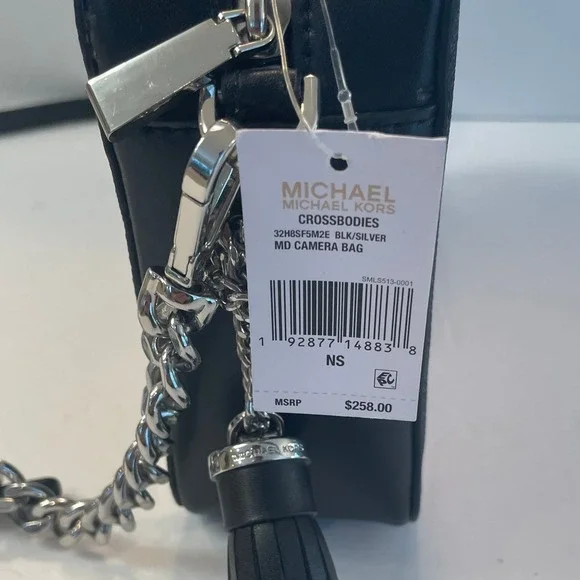 MICHAEL
MICHAEL KORS
CROSSBODIES
32H8SF5M2E BLK/SILVER
MD CAMERA BAG
SML5513-0001
1 92877 14883 8
NS
MSRP $258.00
MICHAEL KORS